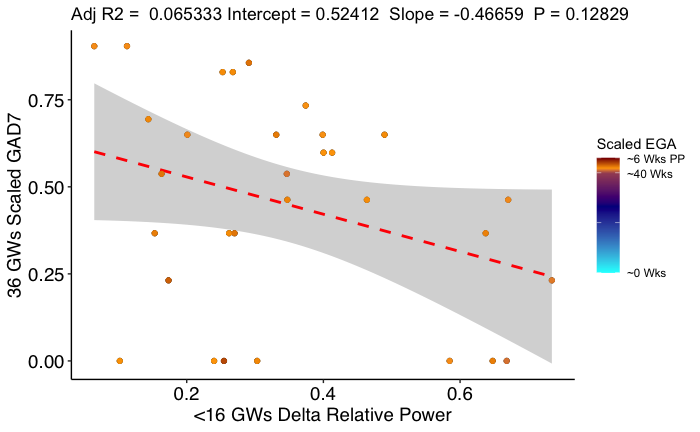 Adj R2 =  0.065333 Intercept = 0.52412  Slope = -0.46659  P = 0.12829
36 GWs Scaled GAD7
0.75
0.50
0.25
0.00
0.2 0.4 0.6
<16 GWs Delta Relative Power
Scaled EGA
~6 Wks PP
~40 Wks
~0 Wks